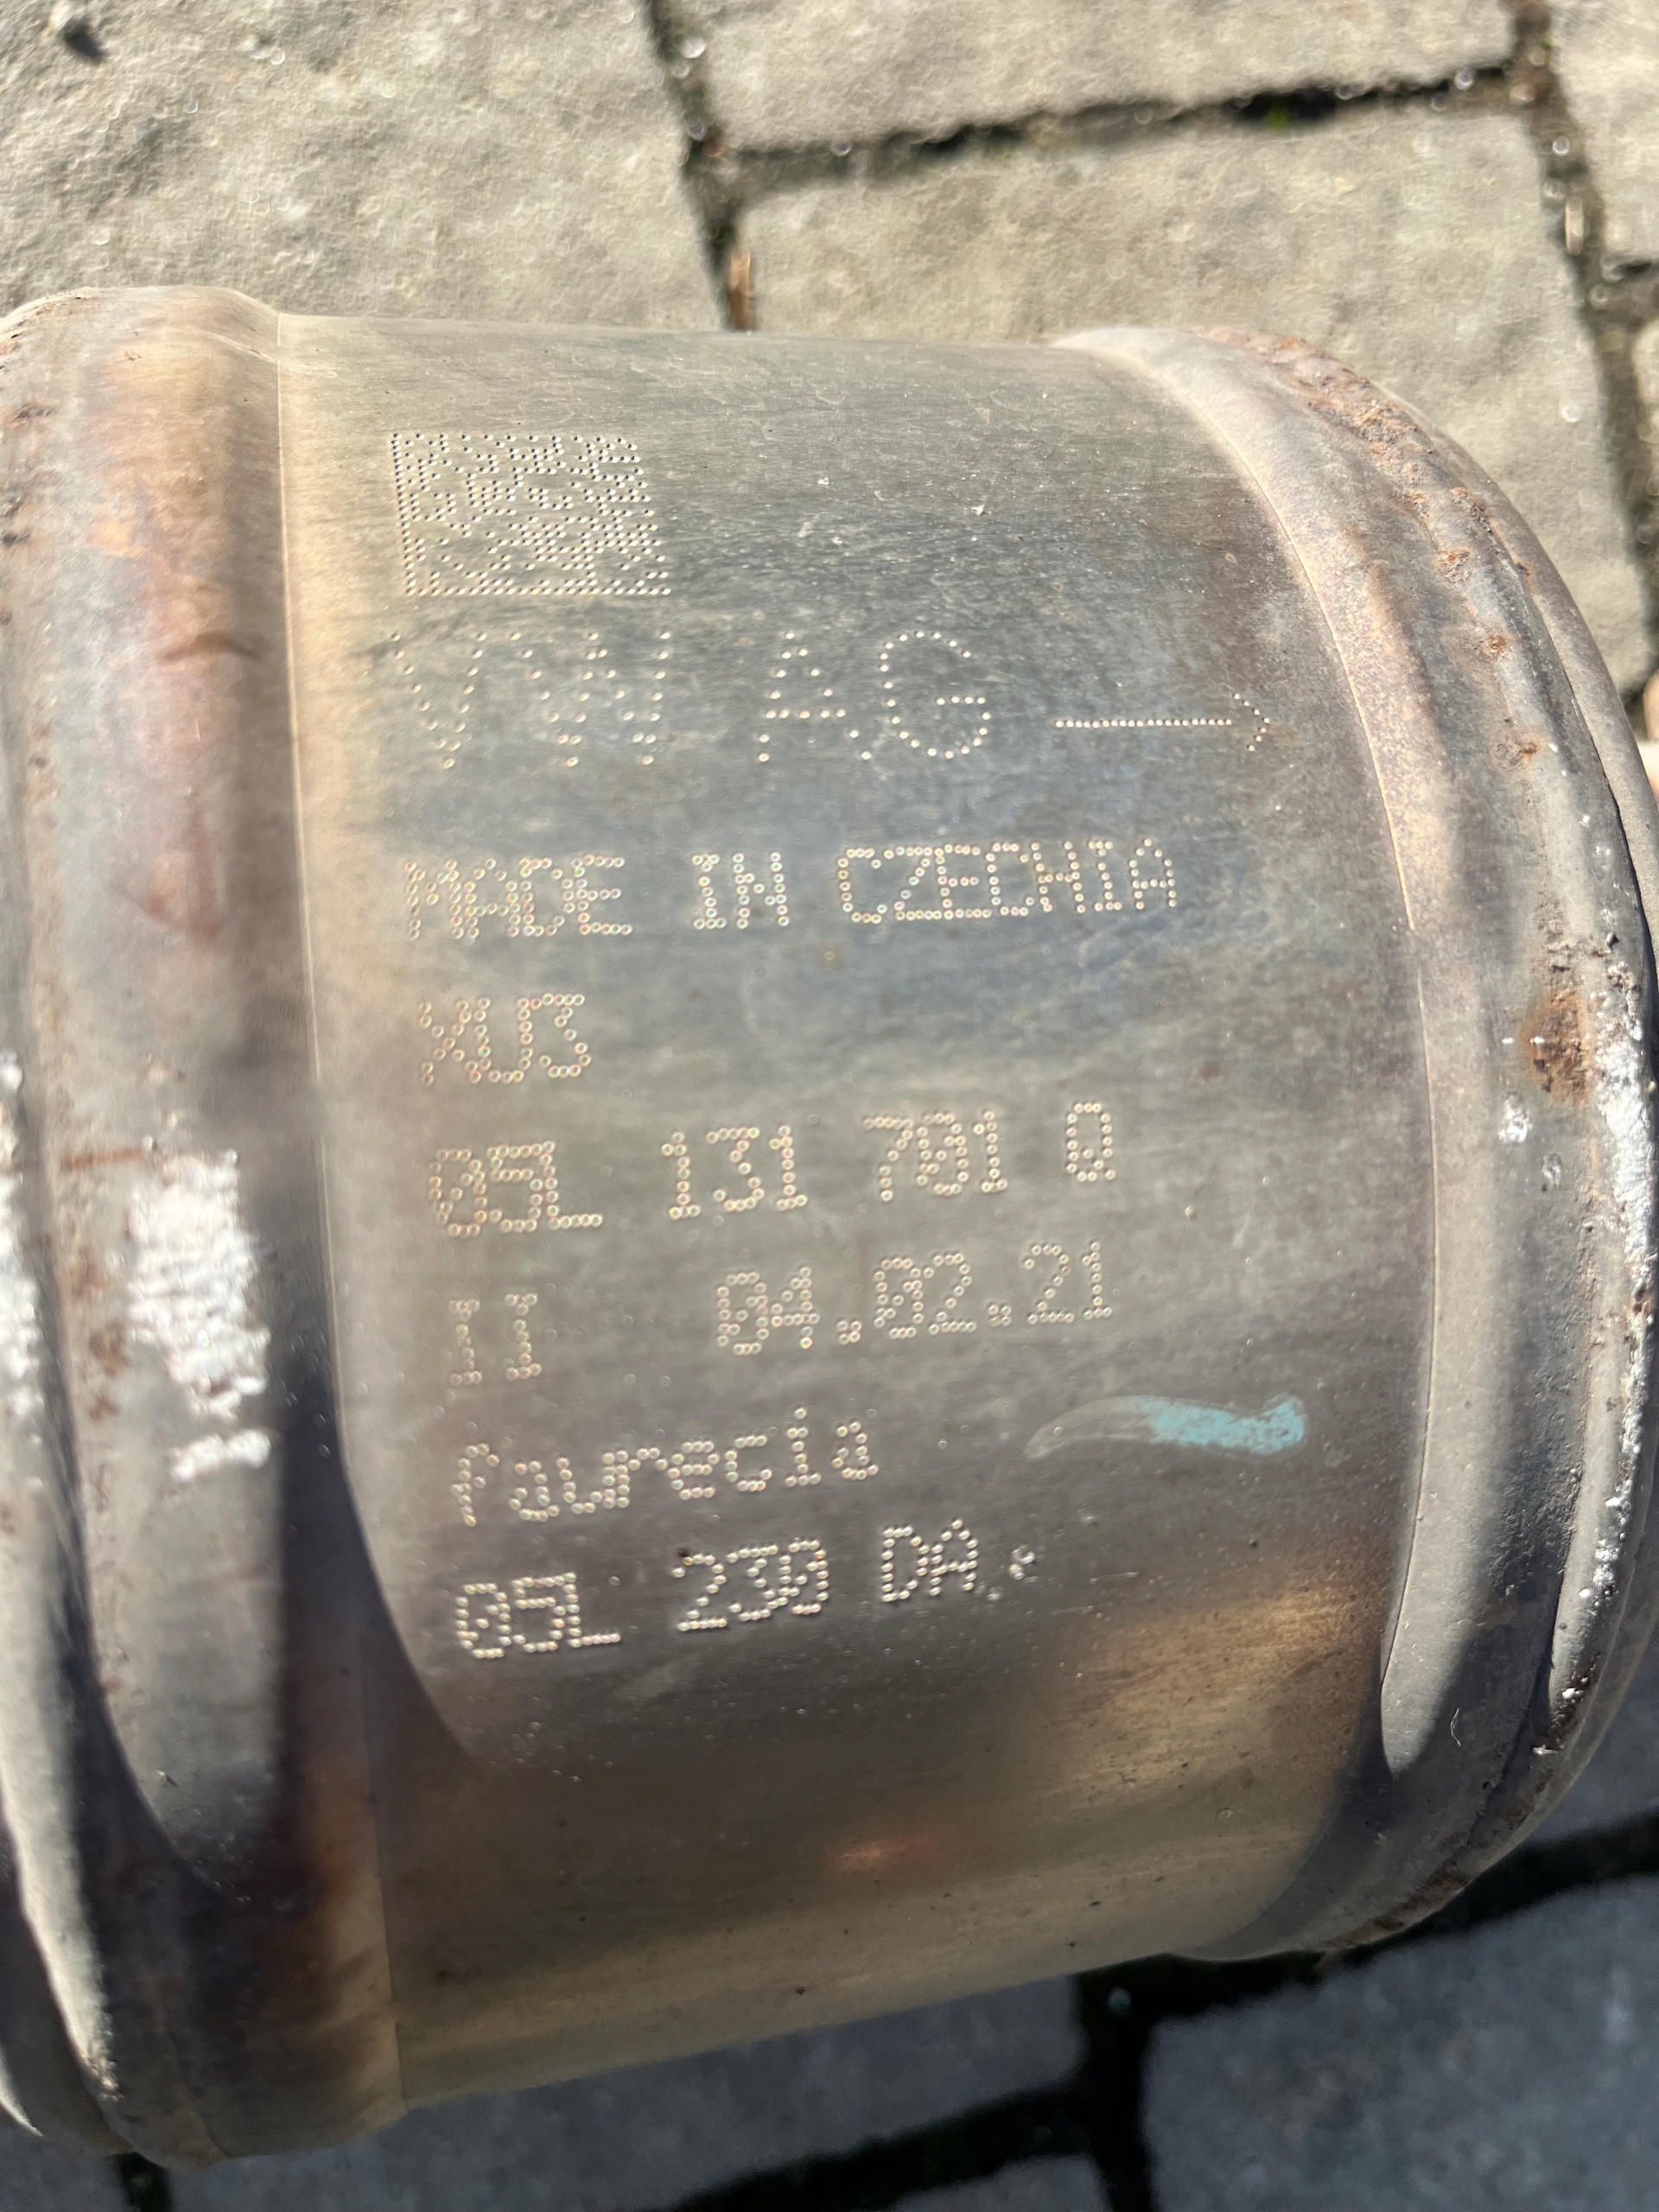 VW AG →
MADE IN CZECHIA
XU3
05L 131 701 Q
II 04.02.21
faurecia
05L 230 DA.